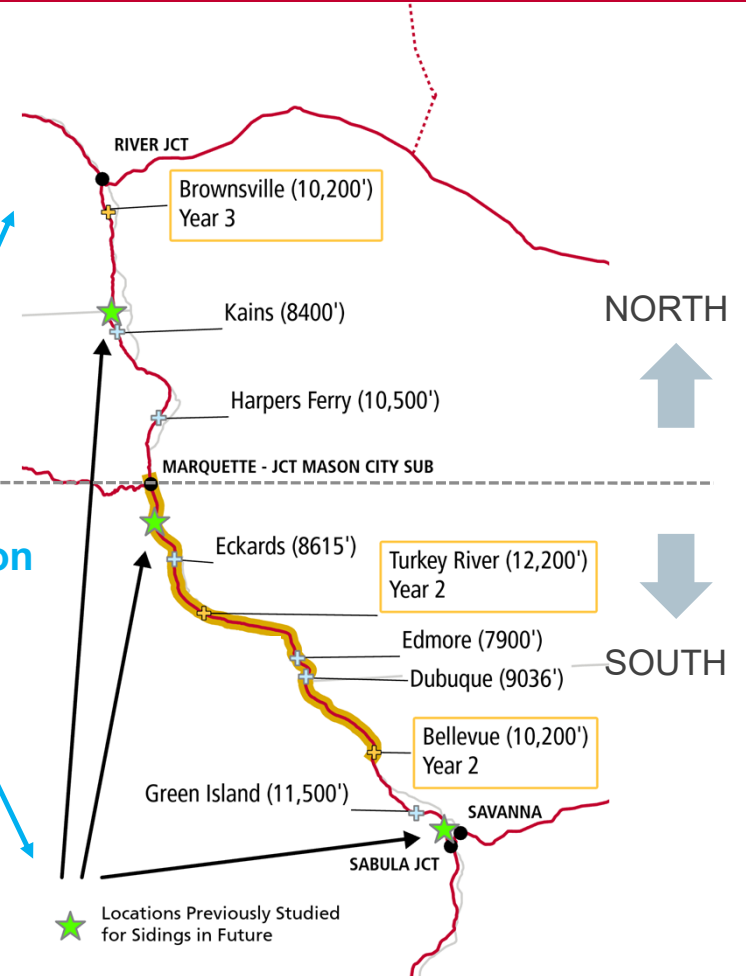 RIVER JCT
Brownsville (10,200')
Year 3
Kains (8400')
NORTH
Harpers Ferry (10,500')
MARQUETTE - JCT MASON CITY SUB
on
Eckards (8615')
Turkey River (12,200')
Year 2
Edmore (7900')
SOUTH
Dubuque (9036')
Bellevue (10,200')
Year 2
Green Island (11,500')
SAVANNA
SABULA JCT
Locations Previously Studied
for Sidings in Future